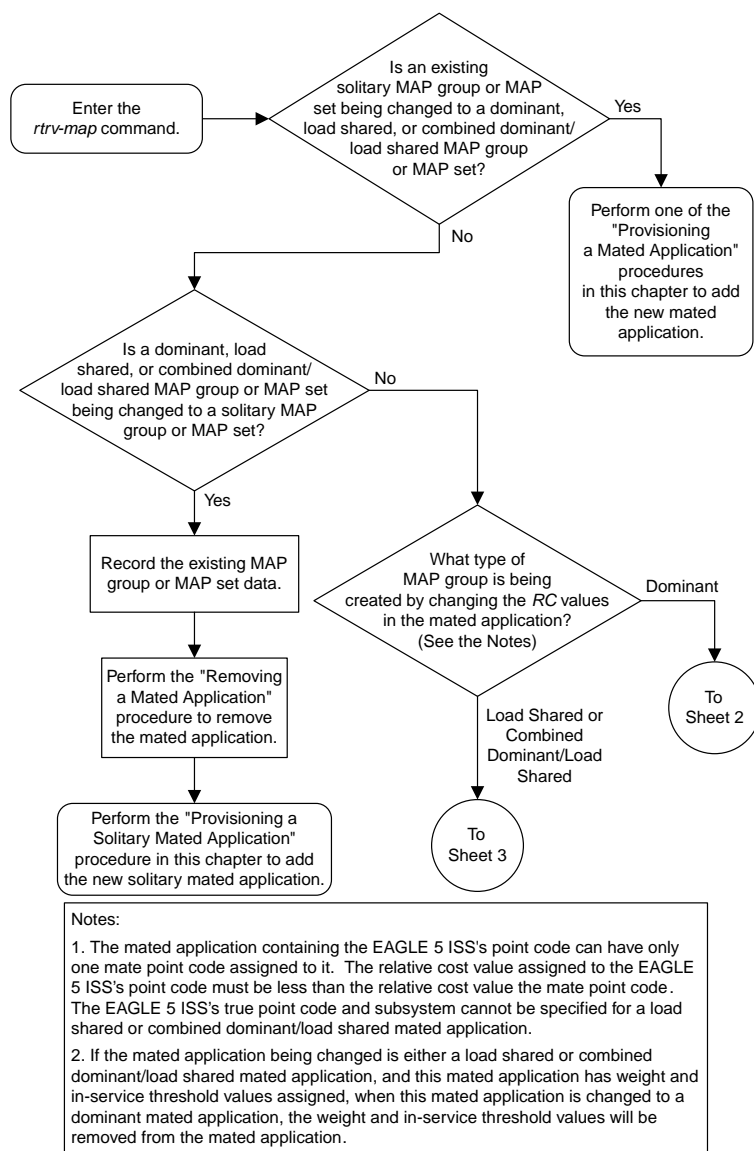 Enter the
rtrv-map command.
Is an existing
solitary MAP group or MAP
set being changed to a dominant,
load shared, or combined dominant/
load shared MAP group
or MAP set?
Yes
Perform one of the
"Provisioning
a Mated Application"
procedures
in this chapter to add
the new mated
application.
No
Is a dominant, load
shared, or combined dominant/
load shared MAP group or MAP set
being changed to a solitary MAP
group or MAP set?
No
Yes
Record the existing MAP
group or MAP set data.
Perform the "Removing
a Mated Application"
procedure to remove
the mated application.
Perform the "Provisioning a
Solitary Mated Application"
procedure in this chapter to add
the new solitary mated application.
What type of
MAP group is being
created by changing the RC values
in the mated application?
(See the Notes)
Dominant
To
Sheet 2
Load Shared or
Combined
Dominant/Load
Shared
To
Sheet 3
Notes:
1. The mated application containing the EAGLE 5 ISS's point code can have only
one mate point code assigned to it. The relative cost value assigned to the EAGLE
5 ISS's point code must be less than the relative cost value the mate point code.
The EAGLE 5 ISS's true point code and subsystem cannot be specified for a load
shared or combined dominant/load shared mated application.
2. If the mated application being changed is either a load shared or combined
dominant/load shared mated application, and this mated application has weight and
in-service threshold values assigned, when this mated application is changed to a
dominant mated application, the weight and in-service threshold values will be
removed from the mated application.